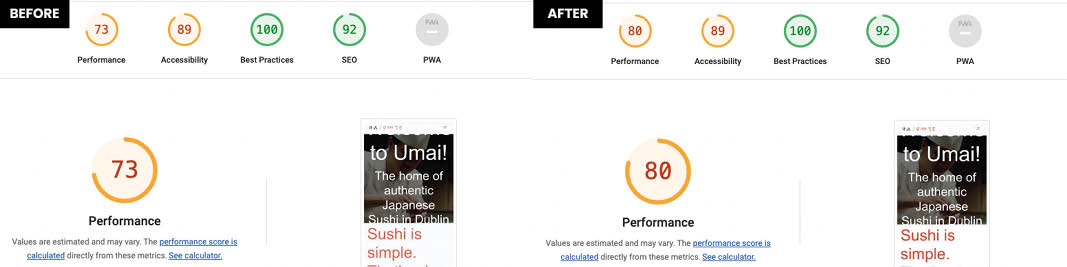 BEFORE
73
89
100
92
PWA
Performance
Accessibility
Best Practices
SEO
PWA
73
Performance
Values are estimated and may vary. The performance score is
calculated directly from these metrics. See calculator.
to Umai!
The home of
authentic
Japanese
Sushi in Dublin
Sushi is
simple.
AFTER
80
89
100
92
PWA
Performance
Accessibility
Best Practices
SEO
PWA
80
Performance
Values are estimated and may vary. The performance score is
calculated directly from these metrics. See calculator.
to Umai!
The home of
authentic
Japanese
Sushi in Dublin
Sushi is
simple.